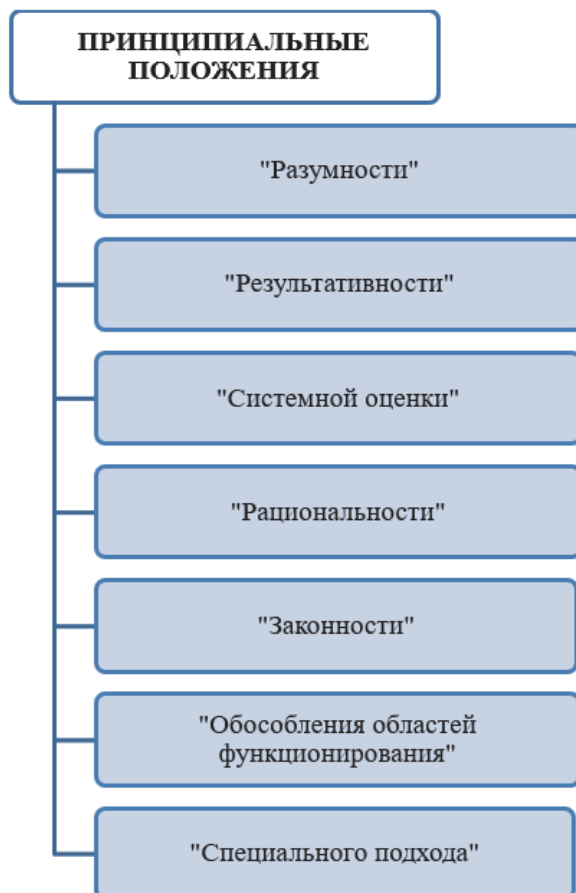 ПРИНЦИПИАЛЬНЫЕ
ПОЛОЖЕНИЯ
"Разумности"
"Результативности"
"Системной оценки"
"Рациональности"
"Законности"
"Обособления областей
функционирования"
"Специального подхода"